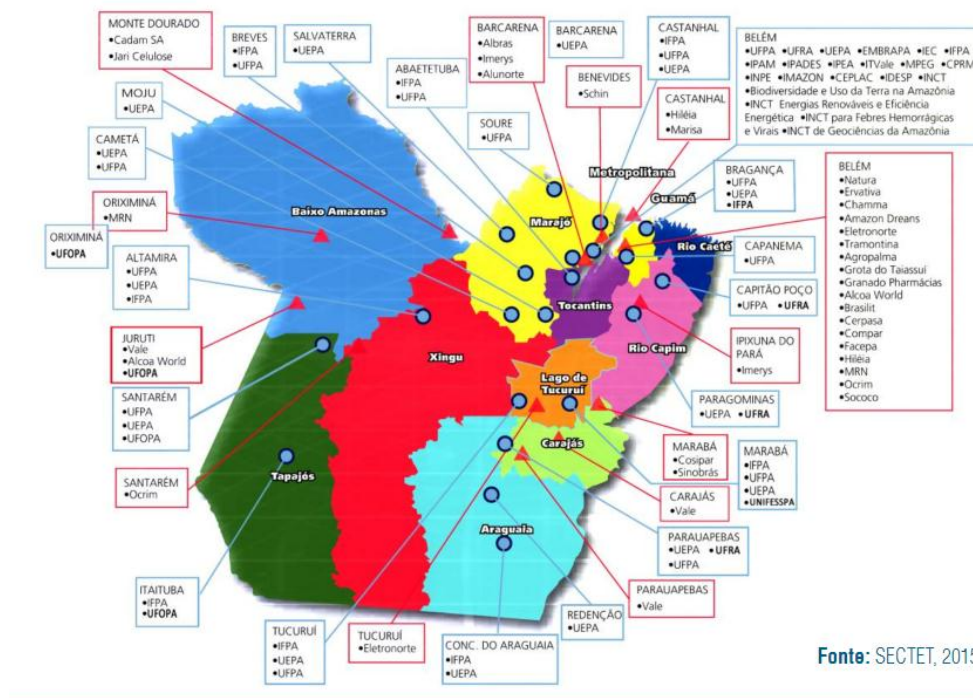 MONTE DOURADO
•Cadam SA
•Jari Celulose
BREVES
•IFPA
•UFPA
SALVATERRA
•UEPA
ABAETETUBA
•IFPA
•UFPA
BARCARENA
•Albras
•Imerys
•Alunorte
BARCARENA
•UEPA
CASTANHAL
•IFPA
•UFPA
•UEPA
BELÉM
•UFPA •UFRA •UEPA •EMBRAPA •IEC •IFPA
•IPAM •IPADES •IPEA •ITVale •MPEG •CPRM
•INPE •IMAZON •CEPLAC •IDESP •INCT
•Biodiversidade e Uso da Terra na Amazônia
•INCT Energias Renováveis e Eficiência
Energética •INCT para Febres Hemorrágicas
e Virais •INCT de Geociências da Amazônia
MOJU
•UEPA
BENEVIDES
•Schin
CASTANHAL
•Hiléia
•Marisa
SOURE
•UFPA
CAMETÁ
•UEPA
•UFPA
BRAGANÇA
•UFPA
•UEPA
•IFPA
BELÉM
•Natura
•Ervativa
•Chamma
•Amazon Dreans
•Eletronorte
•Tramontina
•Agropalma
•Grota do Taiassuí
•Granado Pharmácias
•Alcoa World
•Brasilit
•Cerpasa
•Compar
•Facepa
•Hiléia
•MRN
•Ocrim
•Sococo
Metropolitana
Guamá
Marajó
Baixo Amazonas
Rio Caeté
ORIXIMINÁ
•MRN
ORIXIMINÁ
•UFOPA
ALTAMIRA
•UFPA
•UEPA
•IFPA
CAPANEMA
•UFPA
CAPITÃO POÇO
•UFPA •UFRA
Tocantins
Rio Capim
Xingu
JURUTI
•Vale
•Alcoa World
•UFOPA
IPIXUNA DO
PARÁ
•Imerys
Lago de
Tucuruí
SANTARÉM
•UFPA
•UEPA
•UFOPA
PARAGOMINAS
•UEPA •UFRA
Carajás
MARABÁ
•Cosipar
•Sinobrás
MARABÁ
•IFPA
•UFPA
•UEPA
•UNIFESSPA
Tapajós
SANTARÉM
•Ocrim
CARAJÁS
•Vale
Araguaia
PARAUAPEBAS
•UEPA •UFRA
•UFPA
ITAITUBA
•IFPA
•UFOPA
PARAUAPEBAS
•Vale
REDENÇÃO
•UEPA
TUCURUÍ
•IFPA
•UEPA
•UFPA
TUCURUÍ
•Eletronorte
CONC. DO ARAGUAIA
•IFPA
•UEPA
Fonte: SECTET, 2015